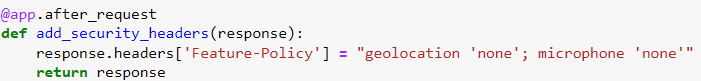 @app.after_request
def add_security_headers(response):
    response.headers['Feature-Policy'] = "geolocation 'none'; microphone 'none'"
    return response